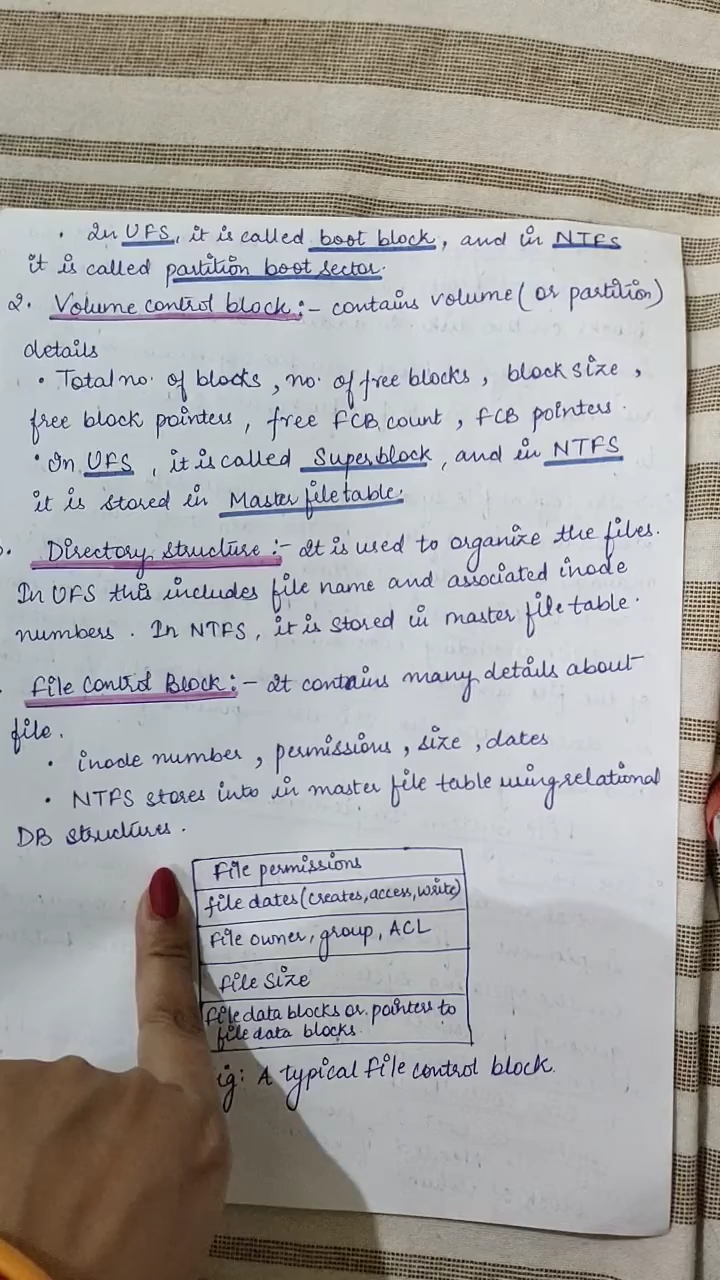 • In UFS, it is called boot block, and in NTFS
it is called partition boot sector.
2. Volume control block :- contains volume (or partition)
details
• Total no. of blocks, no. of free blocks, block size,
free block pointers, free FCB count, FCB pointers.
• In UFS, it is called Superblock, and in NTFS
it is stored in Master file table.
Directory structure :- It is used to organize the files.
In UFS this includes file name and associated inode
numbers. In NTFS, it is stored in master file table.
File Control Block :- It contains many details about
file.
• inode number, permissions, size, dates
• NTFS stores into in master file table using relational
DB structures.
File permissions
file dates (creates, access, write)
File owner, group, ACL
file size
File data blocks or pointers to
file data blocks
ig: A typical file control block.